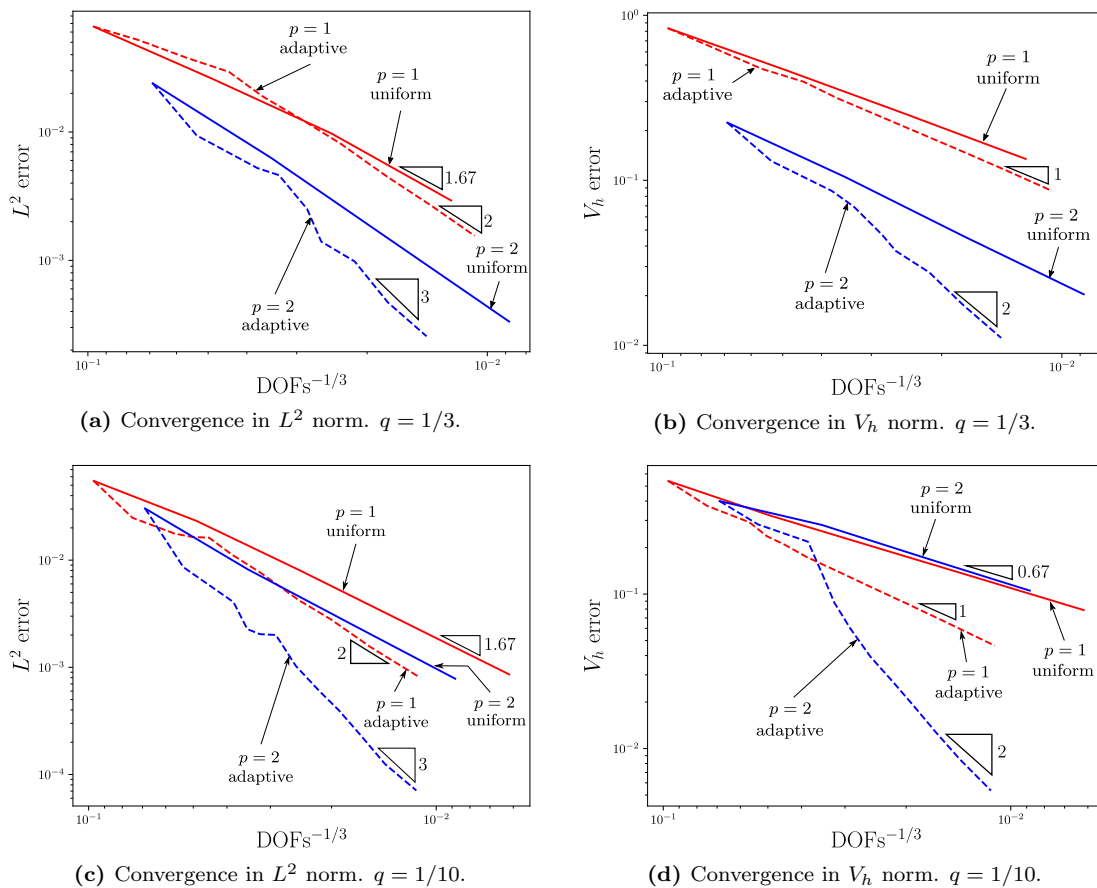 10⁻²
10⁻³
L² error
p = 1
adaptive
p = 1
uniform
1.67
2
p = 2
uniform
3
p = 2
adaptive
10⁻¹
10⁻²
DOFs⁻¹/³
(a) Convergence in L² norm. q = 1/3.
10⁰
10⁻¹
10⁻²
V_h error
p = 1
adaptive
p = 1
uniform
1
p = 2
uniform
p = 2
adaptive
2
10⁻¹
10⁻²
DOFs⁻¹/³
(b) Convergence in V_h norm. q = 1/3.
10⁻²
10⁻³
10⁻⁴
L² error
p = 1
uniform
1.67
2
p = 1
adaptive
p = 2
uniform
p = 2
adaptive
3
10⁻¹
10⁻²
DOFs⁻¹/³
(c) Convergence in L² norm. q = 1/10.
10⁻¹
10⁻²
V_h error
p = 2
uniform
0.67
1
p = 1
uniform
p = 1
adaptive
p = 2
adaptive
2
10⁻¹
10⁻²
DOFs⁻¹/³
(d) Convergence in V_h norm. q = 1/10.